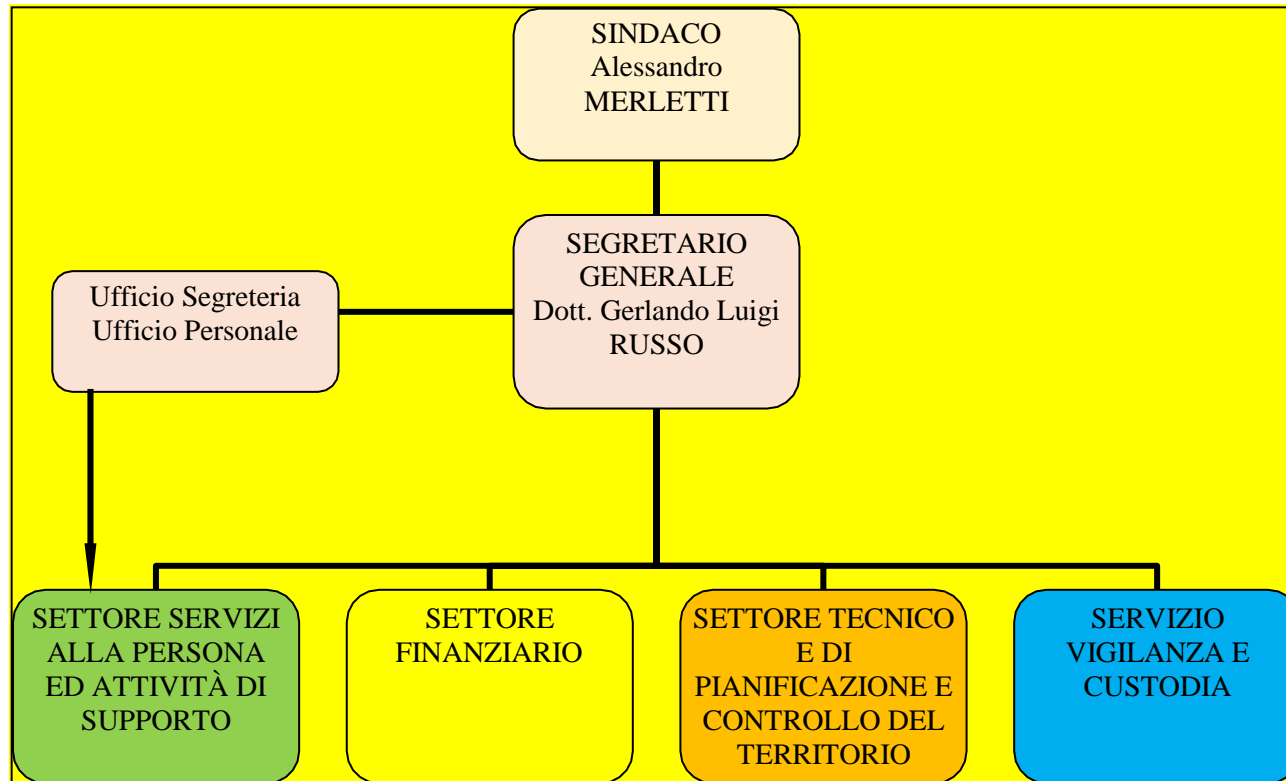 SINDACO
Alessandro
MERLETTI
SEGRETARIO
GENERALE
Dott. Gerlando Luigi
RUSSO
Ufficio Segreteria
Ufficio Personale
SETTORE SERVIZI
ALLA PERSONA
ED ATTIVITÀ DI
SUPPORTO
SETTORE
FINANZIARIO
SETTORE TECNICO
E DI
PIANIFICAZIONE E
CONTROLLO DEL
TERRITORIO
SERVIZIO
VIGILANZA E
CUSTODIA